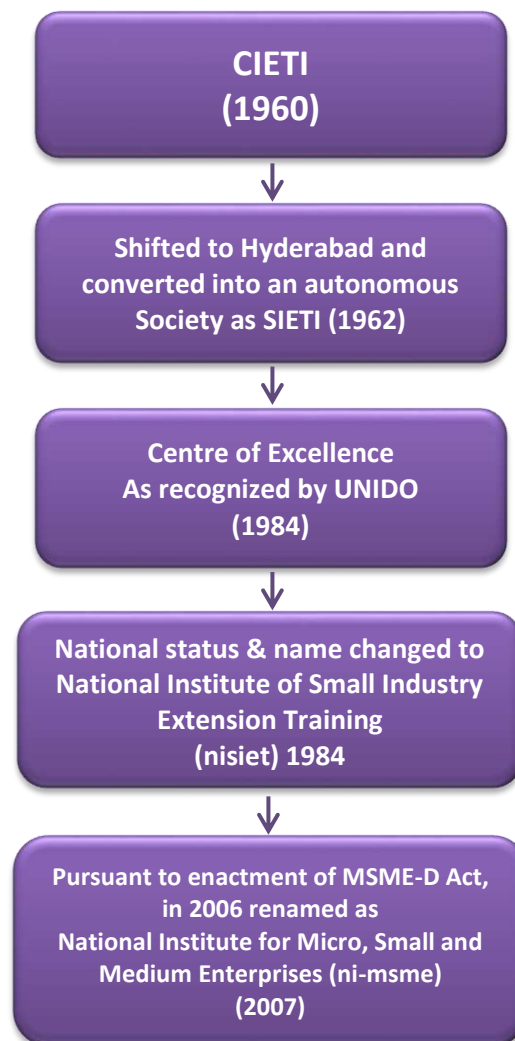 CIETI
(1960)
Shifted to Hyderabad and
converted into an autonomous
Society as SIETI (1962)
Centre of Excellence
As recognized by UNIDO
(1984)
National status & name changed to
National Institute of Small Industry
Extension Training
(nisiet) 1984
Pursuant to enactment of MSME-D Act,
in 2006 renamed as
National Institute for Micro, Small and
Medium Enterprises (ni-msme)
(2007)